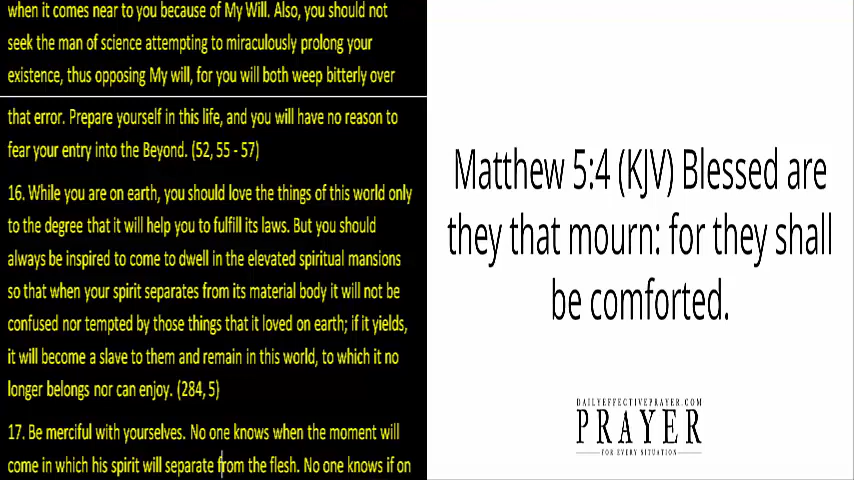 when it comes near to you because of My Will. Also, you should not
seek the man of science attempting to miraculously prolong your
existence, thus opposing My will, for you will both weep bitterly over
that error. Prepare yourself in this life, and you will have no reason to
fear your entry into the Beyond. (52, 55 - 57)
16. While you are on earth, you should love the things of this world only
to the degree that it will help you to fulfill its laws. But you should
always be inspired to come to dwell in the elevated spiritual mansions
so that when your spirit separates from its material body it will not be
confused nor tempted by those things that it loved on earth; if it yields,
it will become a slave to them and remain in this world, to which it no
longer belongs nor can enjoy. (284, 5)
17. Be merciful with yourselves. No one knows when the moment will
come in which his spirit will separate from the flesh. No one knows if on
Matthew 5:4 (KJV) Blessed are
they that mourn: for they shall
be comforted.
DAILYEFFECTIVEPRAYER.COM
PRAYER
FOR EVERY SITUATION